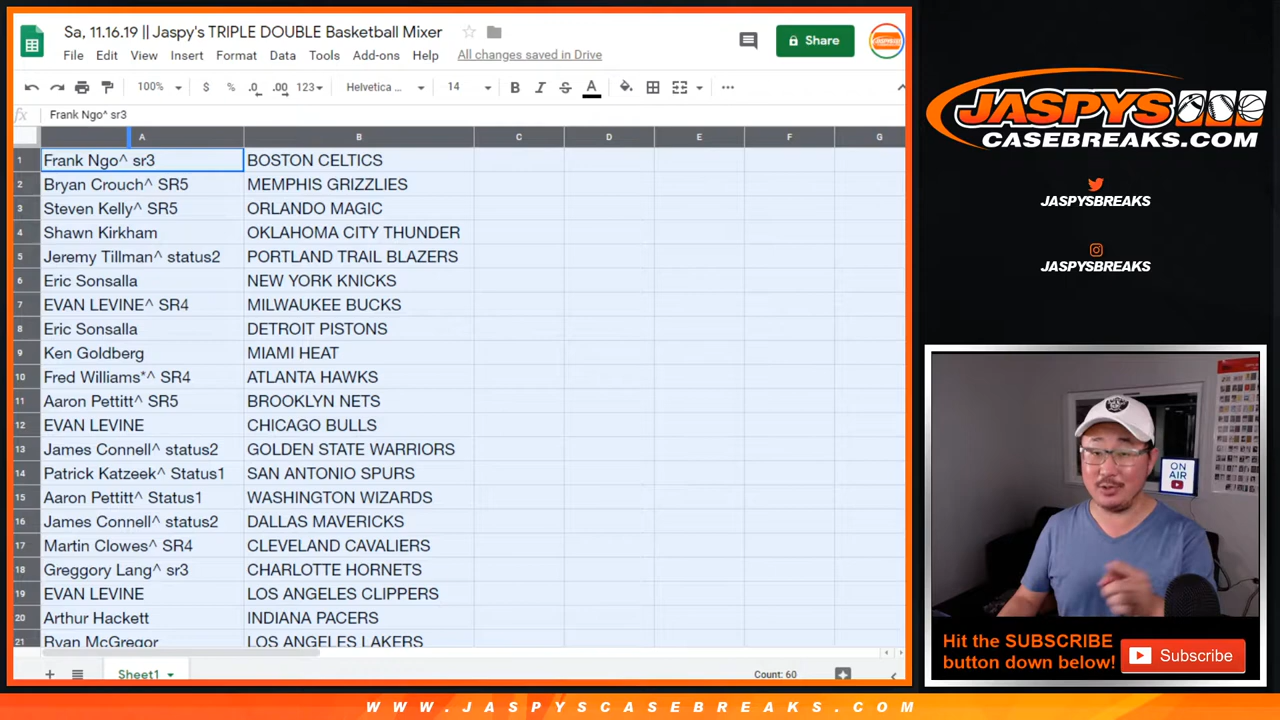 Sa, 11.16.19 || Jaspy's TRIPLE DOUBLE Basketball Mixer
File Edit View Insert Format Data Tools Add-ons Help All changes saved in Drive
Share
100% $ % .0 .00 123 Helvetica ... 14 B I S A
fx Frank Ngo^ sr3
A B C D E F G
1 Frank Ngo^ sr3 BOSTON CELTICS
2 Bryan Crouch^ SR5 MEMPHIS GRIZZLIES
3 Steven Kelly^ SR5 ORLANDO MAGIC
4 Shawn Kirkham OKLAHOMA CITY THUNDER
5 Jeremy Tillman^ status2 PORTLAND TRAIL BLAZERS
6 Eric Sonsalla NEW YORK KNICKS
7 EVAN LEVINE^ SR4 MILWAUKEE BUCKS
8 Eric Sonsalla DETROIT PISTONS
9 Ken Goldberg MIAMI HEAT
10 Fred Williams*^ SR4 ATLANTA HAWKS
11 Aaron Pettitt^ SR5 BROOKLYN NETS
12 EVAN LEVINE CHICAGO BULLS
13 James Connell^ status2 GOLDEN STATE WARRIORS
14 Patrick Katzeek^ Status1 SAN ANTONIO SPURS
15 Aaron Pettitt^ Status1 WASHINGTON WIZARDS
16 James Connell^ status2 DALLAS MAVERICKS
17 Martin Clowes^ SR4 CLEVELAND CAVALIERS
18 Greggory Lang^ sr3 CHARLOTTE HORNETS
19 EVAN LEVINE LOS ANGELES CLIPPERS
20 Arthur Hackett INDIANA PACERS
21 Ryan McGregor LOS ANGELES LAKERS
Sheet1
Count: 60
JASPYS
CASEBREAKS.COM
JASPYSBREAKS
JASPYSBREAKS
ON
AIR
Hit the SUBSCRIBE
button down below!
Subscribe
WWW.JASPYSCASEBREAKS.COM